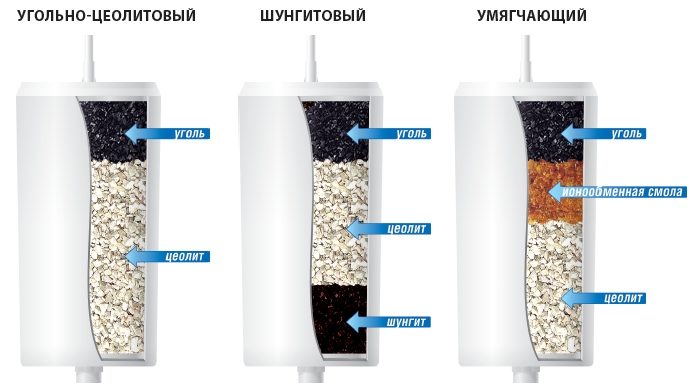 УГОЛЬНО-ЦЕОЛИТОВЫЙ
уголь
цеолит
ШУНГИТОВЫЙ
уголь
цеолит
шунгит
УМЯГЧАЮЩИЙ
уголь
ионообменная смола
цеолит